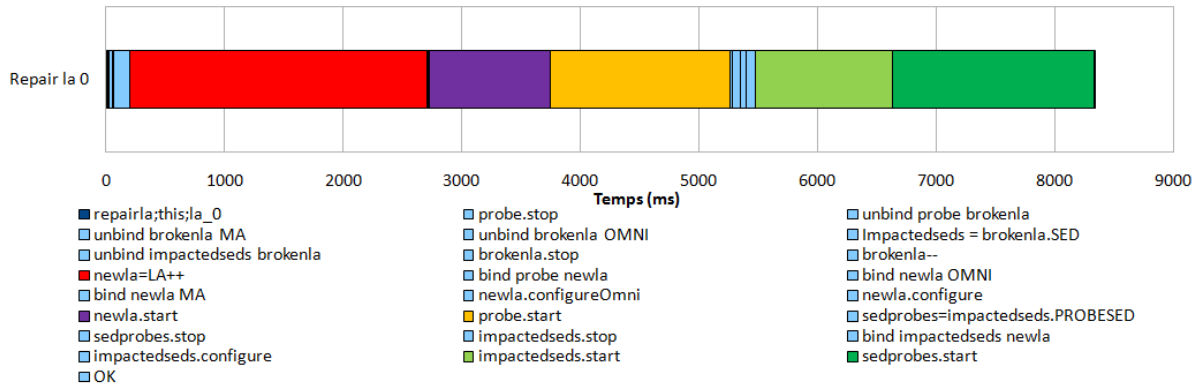 Repair la 0
0 1000 2000 3000 4000 5000 6000 7000 8000 9000
Temps (ms)
repairla;this;la_0 probe.stop unbind probe brokenla
unbind brokenla MA unbind brokenla OMNI Impactedseds = brokenla.SED
unbind impactedseds brokenla brokenla.stop brokenla--
newla=LA++ bind probe newla bind newla OMNI
bind newla MA newla.configureOmni newla.configure
newla.start probe.start sedprobes=impactedseds.PROBESED
sedprobes.stop impactedseds.stop bind impactedseds newla
impactedseds.configure impactedseds.start sedprobes.start
OK